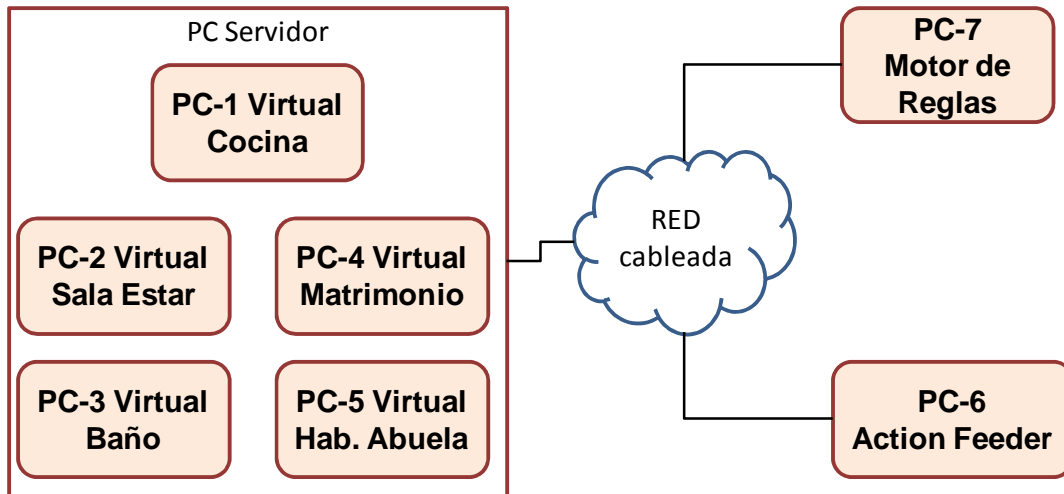 PC Servidor
PC-1 Virtual
Cocina
PC-2 Virtual
Sala Estar
PC-4 Virtual
Matrimonio
PC-3 Virtual
Baño
PC-5 Virtual
Hab. Abuela
RED
cableada
PC-7
Motor de
Reglas
PC-6
Action Feeder